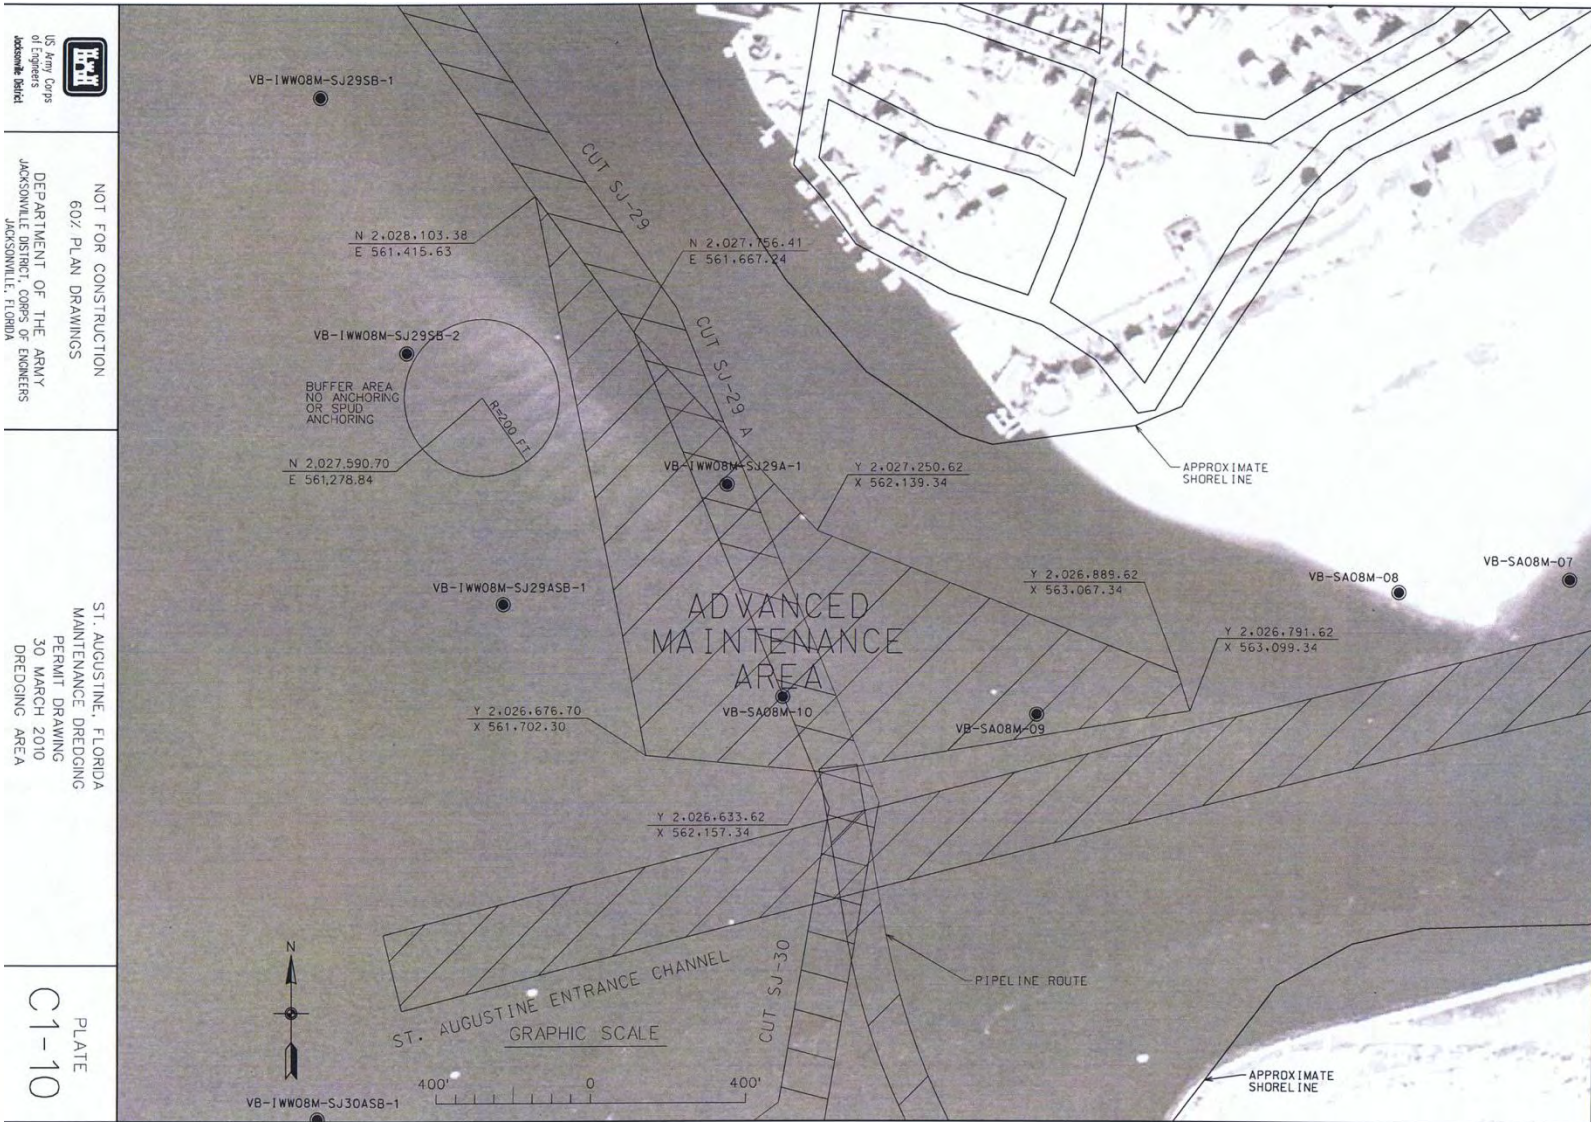 US Army Corps
of Engineers
Jacksonville District
NOT FOR CONSTRUCTION
60% PLAN DRAWINGS
DEPARTMENT OF THE ARMY
JACKSONVILLE DISTRICT, CORPS OF ENGINEERS
JACKSONVILLE, FLORIDA
ST. AUGUSTINE, FLORIDA
MAINTENANCE DREDGING
PERMIT DRAWING
30 MARCH 2010
DREDGING AREA
PLATE
C1-10
VB-IWW08M-SJ29SB-1
CUT SJ-29
N 2,028,103.38
E 561,415.63
N 2,027,756.41
E 561,667.24
VB-IWW08M-SJ29SB-2
CUT SJ-29 A
BUFFER AREA
NO ANCHORING
OR SPUD
ANCHORING
R=200 FT.
N 2,027,590.70
E 561,278.84
VB-IWW08M-SJ29A-1
Y 2,027,250.62
X 562,139.34
APPROXIMATE
SHORELINE
VB-IWW08M-SJ29ASB-1
Y 2,026,889.62
X 563,067.34
VB-SA08M-08
VB-SA08M-07
ADVANCED
MAINTENANCE
AREA
Y 2,026,791.62
X 563,099.34
Y 2,026,676.70
X 561,702.30
VB-SA08M-10
VB-SA08M-09
Y 2,026,633.62
X 562,157.34
ST. AUGUSTINE ENTRANCE CHANNEL
CUT SJ-30
PIPELINE ROUTE
N
GRAPHIC SCALE
400' 0 400'
VB-IWW08M-SJ30ASB-1
APPROXIMATE
SHORELINE